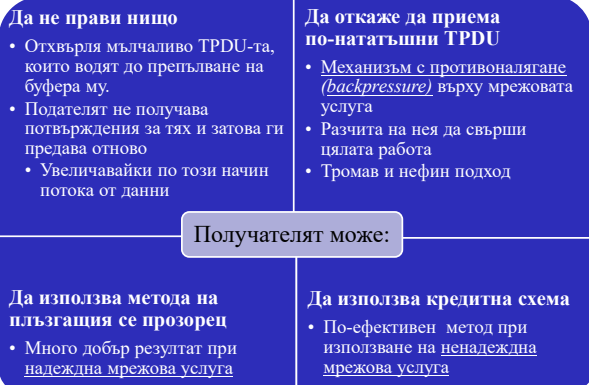 Да не прави нищо
• Отхвърля мълчаливо TPDU-та,
които водят до препълване на
буфера му.
• Подателят не получава
потвърждения за тях и затова ги
предава отново
• Увеличавайки по този начин
потока от данни
Да откаже да приема
по-нататъшни TPDU
• Механизъм с противоналягане
(backpressure) върху мрежовата
услуга
• Разчита на нея да свърши
цялата работа
• Тромав и нефин подход
Получателят може:
Да използва метода на
плъзгащия се прозорец
• Много добър резултат при
надеждна мрежова услуга
Да използва кредитна схема
• По-ефективен метод при
използване на ненадеждна
мрежова услуга